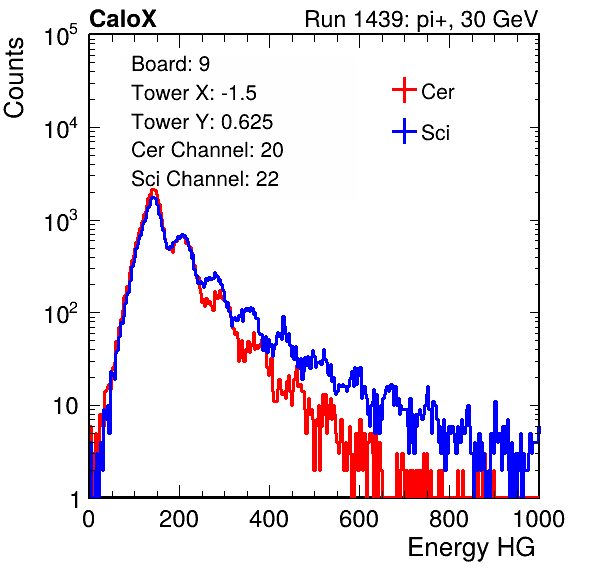 CaloX Run 1439: pi+, 30 GeV
Counts
Board: 9
Tower X: -1.5
Tower Y: 0.625
Cer Channel: 20
Sci Channel: 22
Cer
Sci
10^5
10^4
10^3
10^2
10
1
0 200 400 600 800 1000
Energy HG